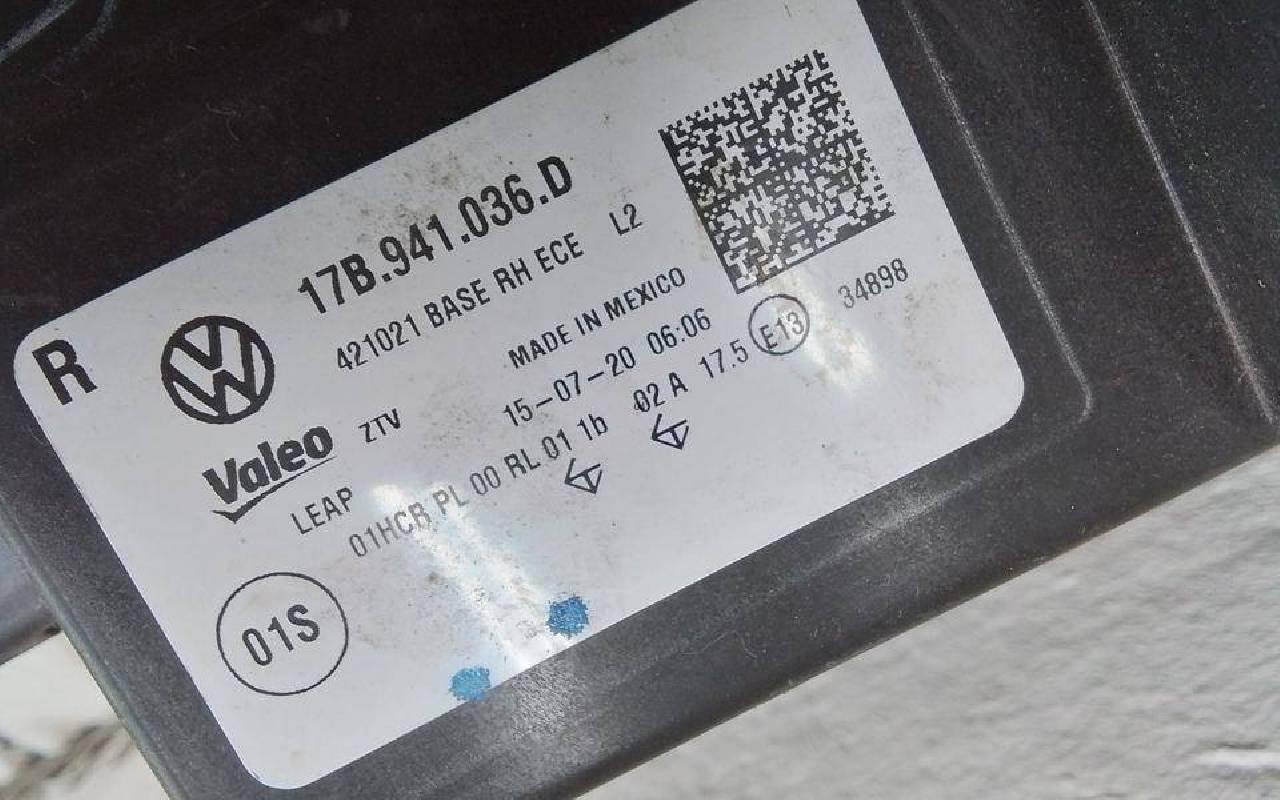 R
17B.941.036.D
421021 BASE RH ECE L2
Valeo ZTV
MADE IN MEXICO
LEAP
15-07-20 06:06
01HCR PL 00 RL 01 1b 02 A 17.5 E13 34898
01S